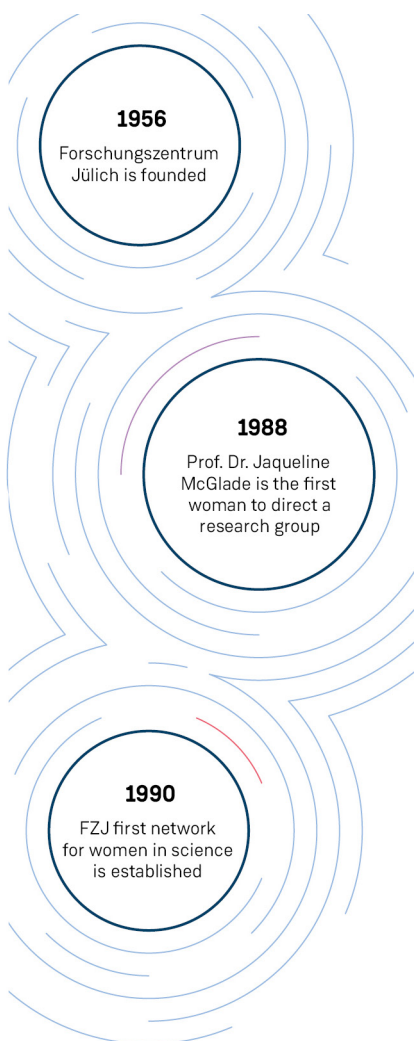 1956
Forschungszentrum
Jülich is founded
1988
Prof. Dr. Jaqueline
McGlade is the first
woman to direct a
research group
1990
FZJ first network
for women in science
is established